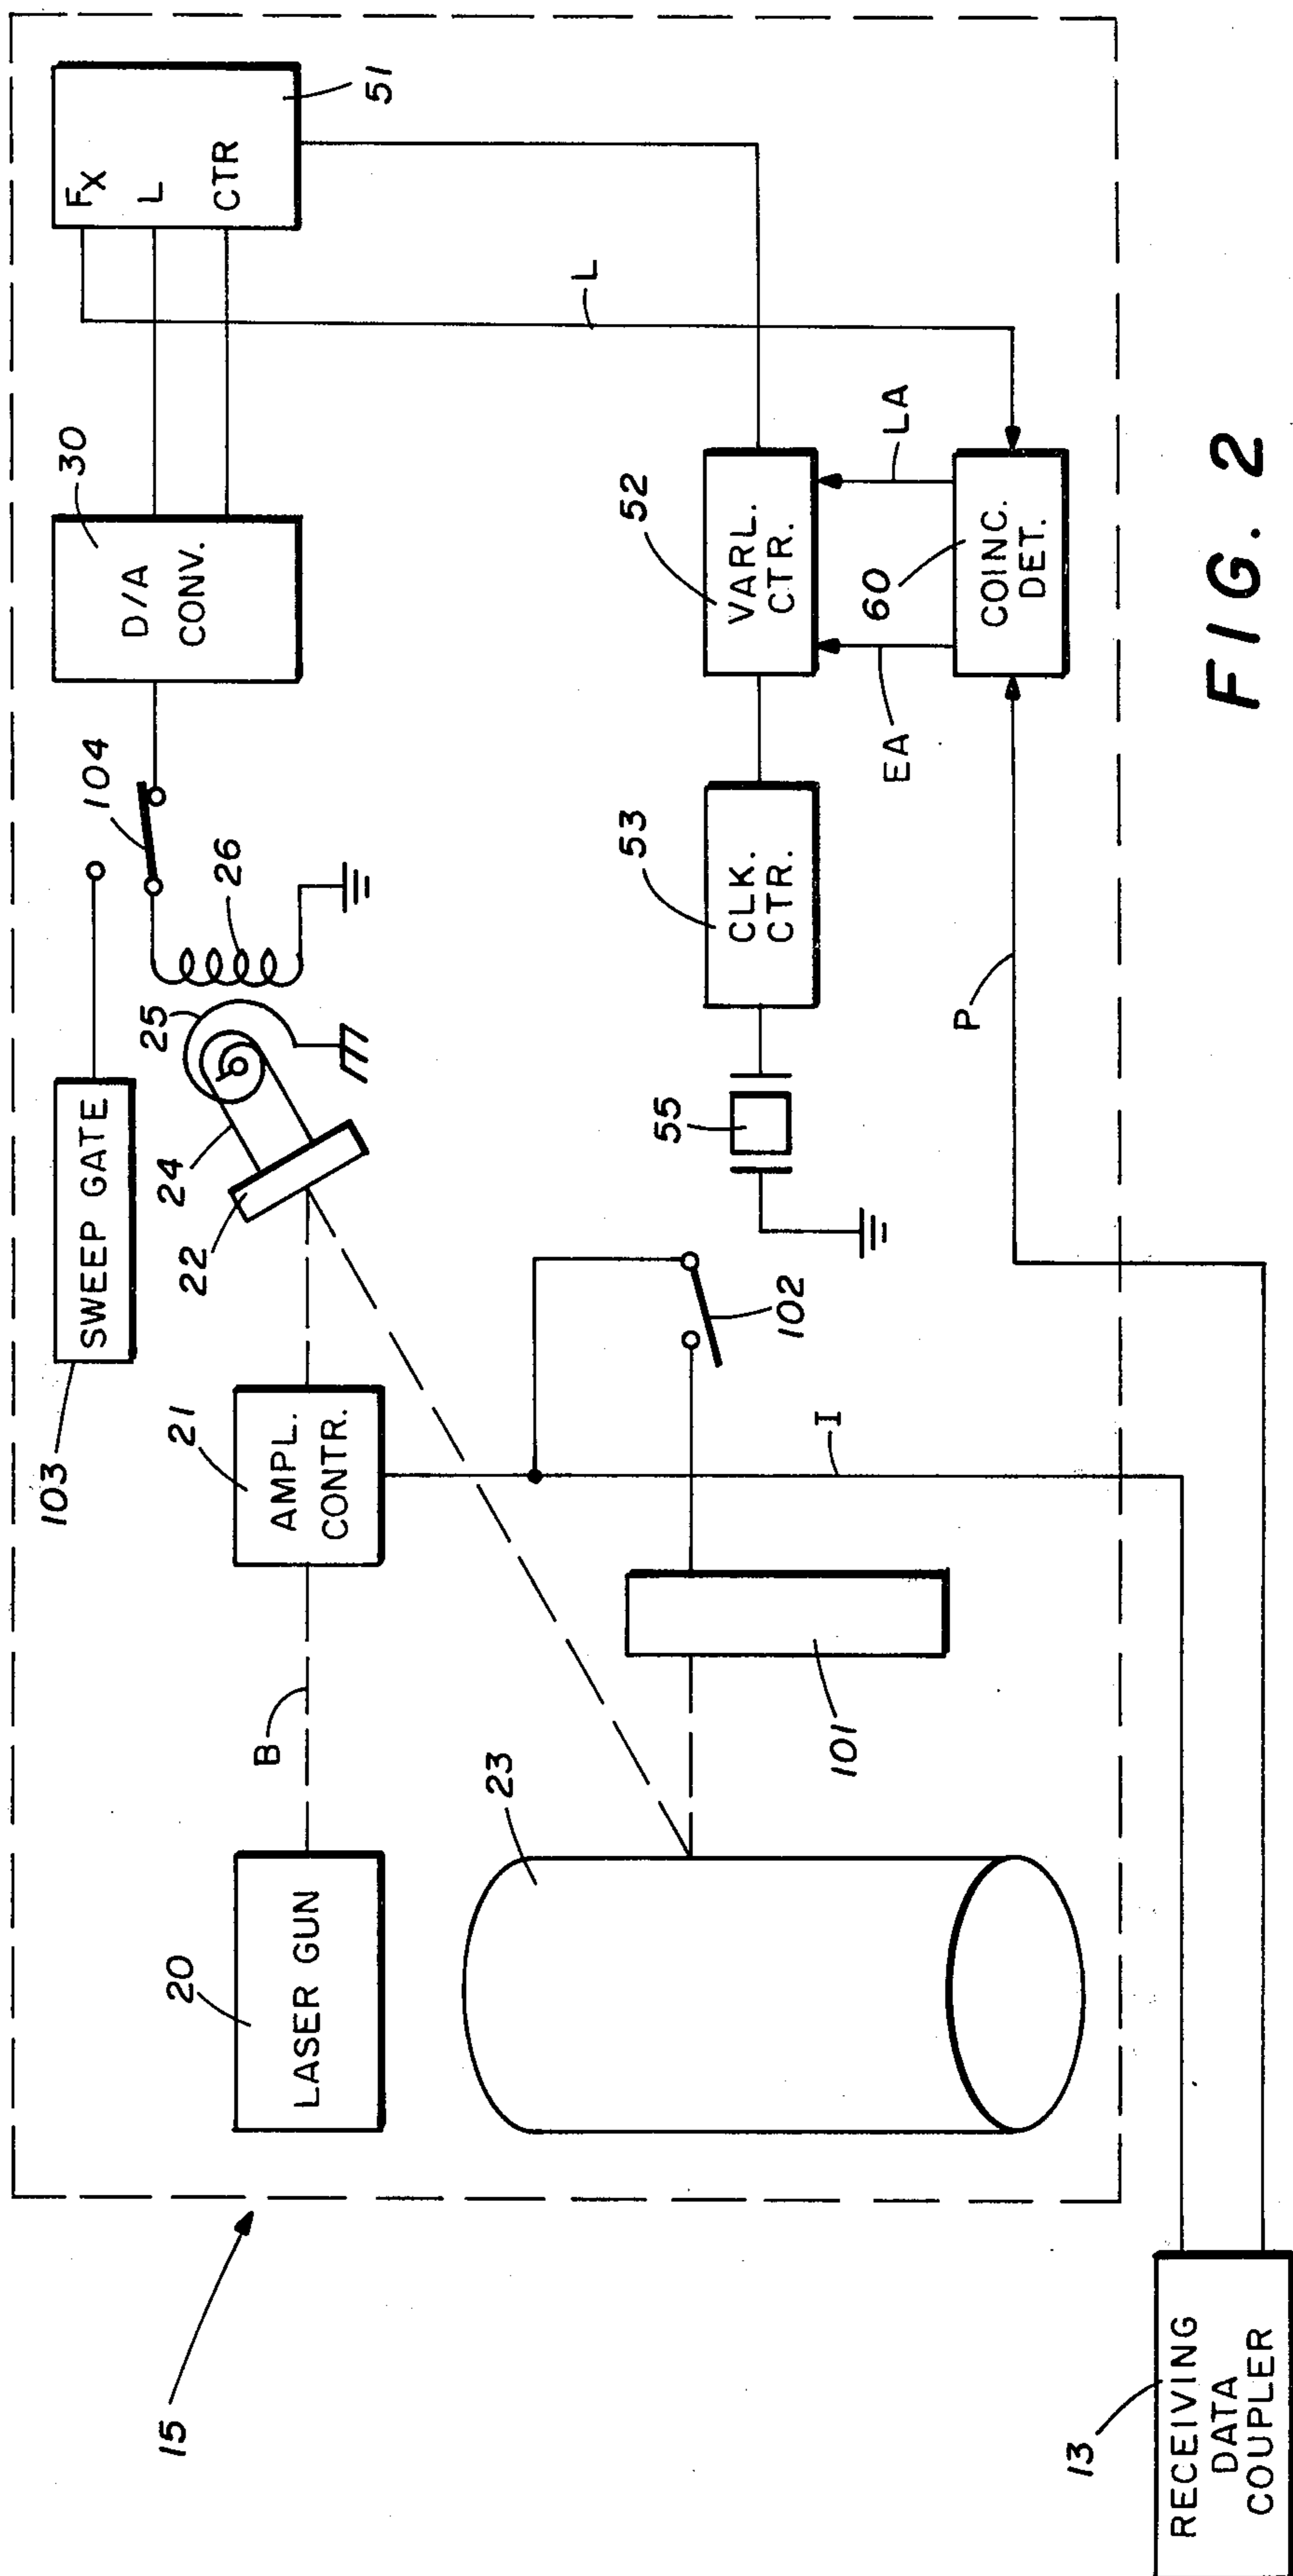 15
20
LASER GUN
B
21
AMPL.
CONTR.
103
SWEEP GATE
22
24
25
26
104
30
D/A
CONV.
FX
L
CTR
51
L
23
101
102
I
55
53
CLK.
CTR.
52
VARL.
CTR.
EA
LA
60
COINC.
DET.
P
13
RECEIVING
DATA
COUPLER
FIG. 2